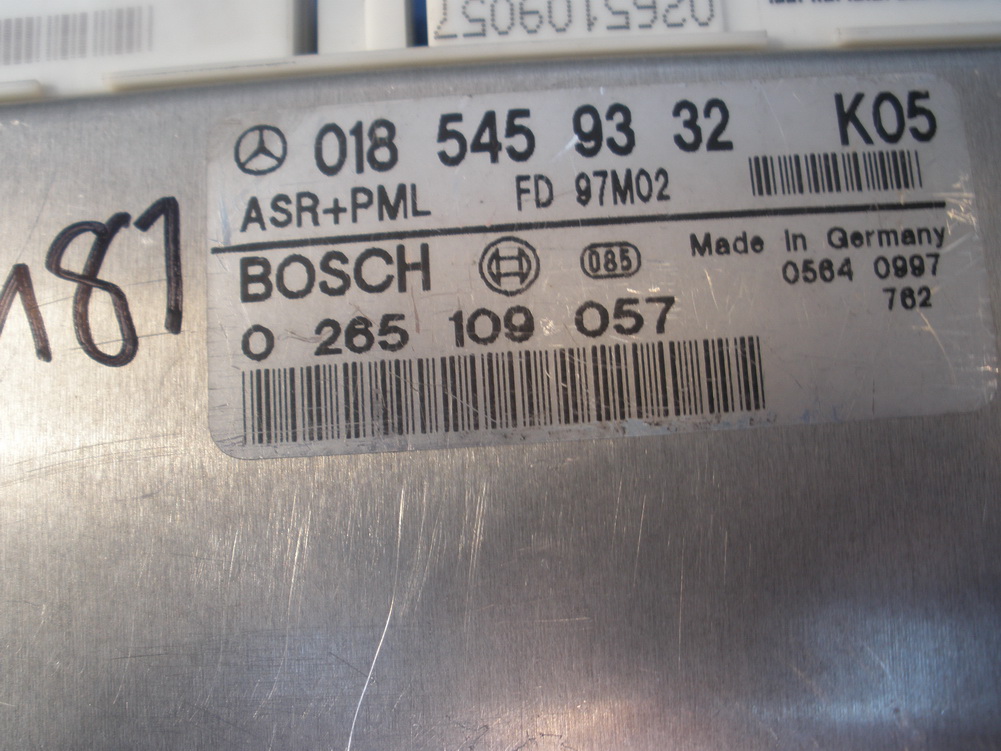 0265109057
018 545 93 32 K05
ASR+PML FD 97M02
BOSCH 085 Made in Germany
0564 0997
762
0 265 109 057
181